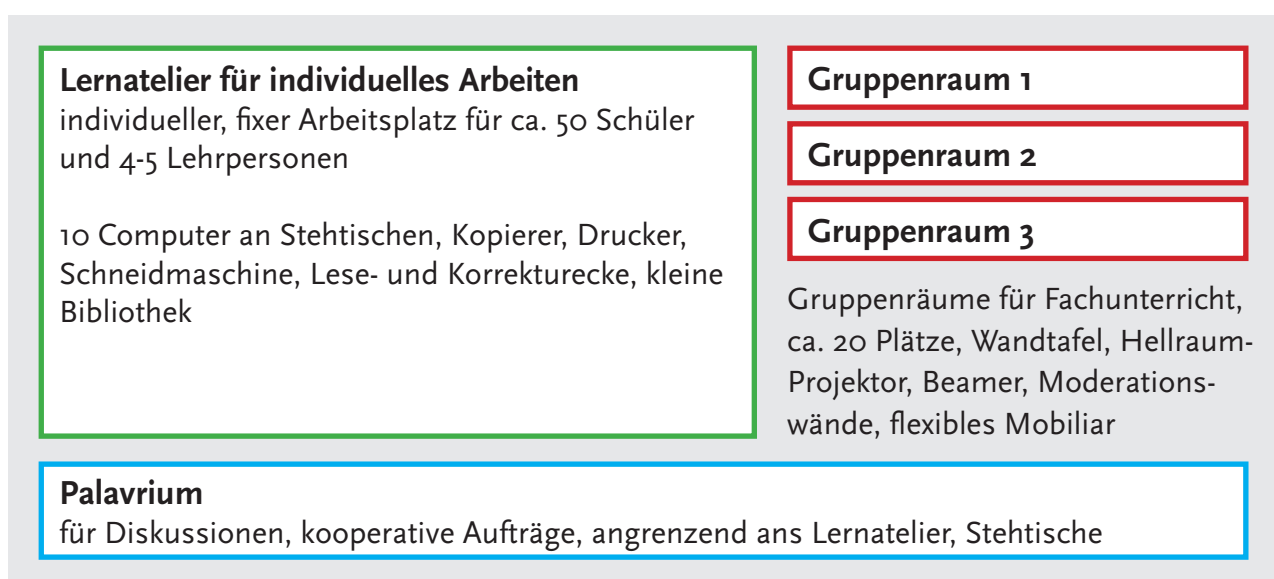 Lernatelier für individuelles Arbeiten
individueller, fixer Arbeitsplatz für ca. 50 Schüler
und 4-5 Lehrpersonen
10 Computer an Stehtischen, Kopierer, Drucker,
Schneidmaschine, Lese- und Korrekturecke, kleine
Bibliothek
Gruppenraum 1
Gruppenraum 2
Gruppenraum 3
Gruppenräume für Fachunterricht,
ca. 20 Plätze, Wandtafel, Hellraum-
Projektor, Beamer, Moderations-
wände, flexibles Mobiliar
Palavrium
für Diskussionen, kooperative Aufträge, angrenzend ans Lernatelier, Stehtische